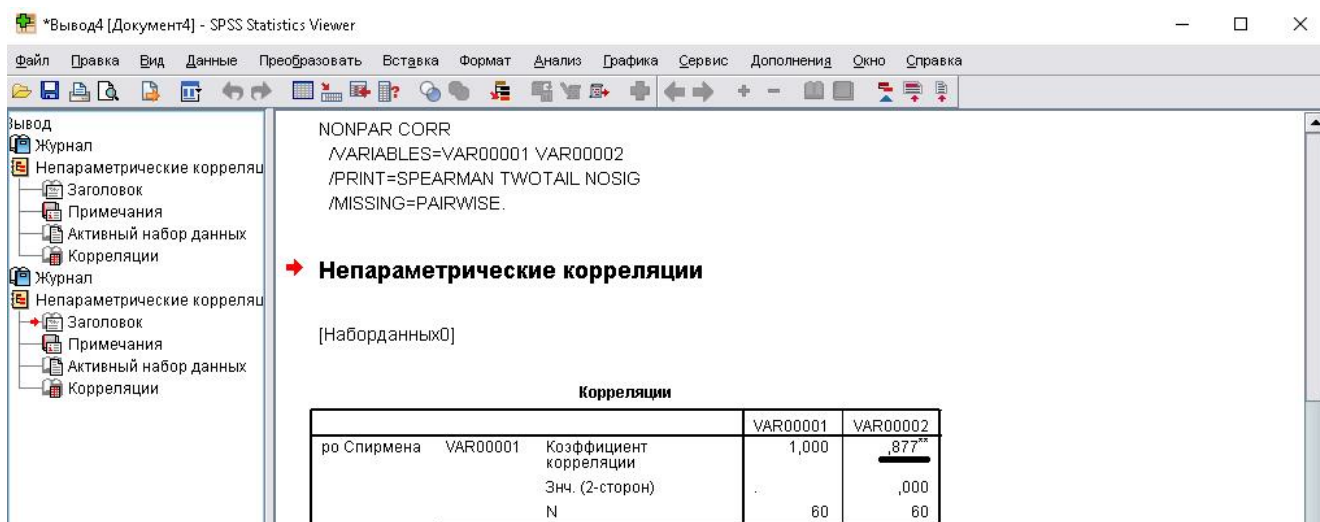 *Вывод4 [Документ4] - SPSS Statistics Viewer
Файл Правка Вид Данные Преобразовать Вставка Формат Анализ Графика Сервис Дополнения Окно Справка
Вывод
Журнал
Непараметрические корреляц
Заголовок
Примечания
Активный набор данных
Корреляции
Журнал
Непараметрические корреляц
Заголовок
Примечания
Активный набор данных
Корреляции
NONPAR CORR
/VARIABLES=VAR00001 VAR00002
/PRINT=SPEARMAN TWOTAIL NOSIG
/MISSING=PAIRWISE.
Непараметрические корреляции
[Наборданных0]
Корреляции
VAR00001 VAR00002
ро Спирмена VAR00001 Коэффициент корреляции 1,000 ,877**
Знч. (2-сторон) . ,000
N 60 60